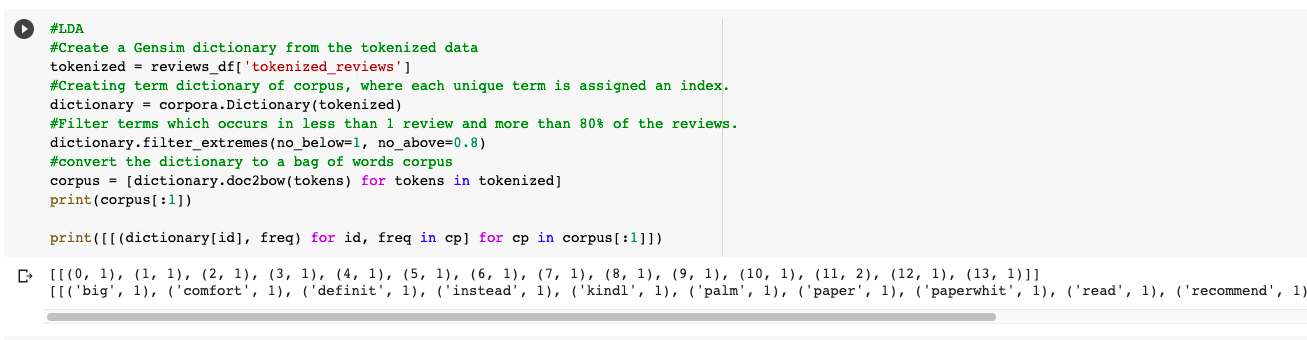 #LDA
#Create a Gensim dictionary from the tokenized data
tokenized = reviews_df['tokenized_reviews']
#Creating term dictionary of corpus, where each unique term is assigned an index.
dictionary = corpora.Dictionary(tokenized)
#Filter terms which occurs in less than 1 review and more than 80% of the reviews.
dictionary.filter_extremes(no_below=1, no_above=0.8)
#convert the dictionary to a bag of words corpus
corpus = [dictionary.doc2bow(tokens) for tokens in tokenized]
print(corpus[:1])
print([[(dictionary[id], freq) for id, freq in cp] for cp in corpus[:1]])
[[(0, 1), (1, 1), (2, 1), (3, 1), (4, 1), (5, 1), (6, 1), (7, 1), (8, 1), (9, 1), (10, 1), (11, 2), (12, 1), (13, 1)]]
[[('big', 1), ('comfort', 1), ('definit', 1), ('instead', 1), ('kindl', 1), ('palm', 1), ('paper', 1), ('paperwhit', 1), ('read', 1), ('recommend', 1)